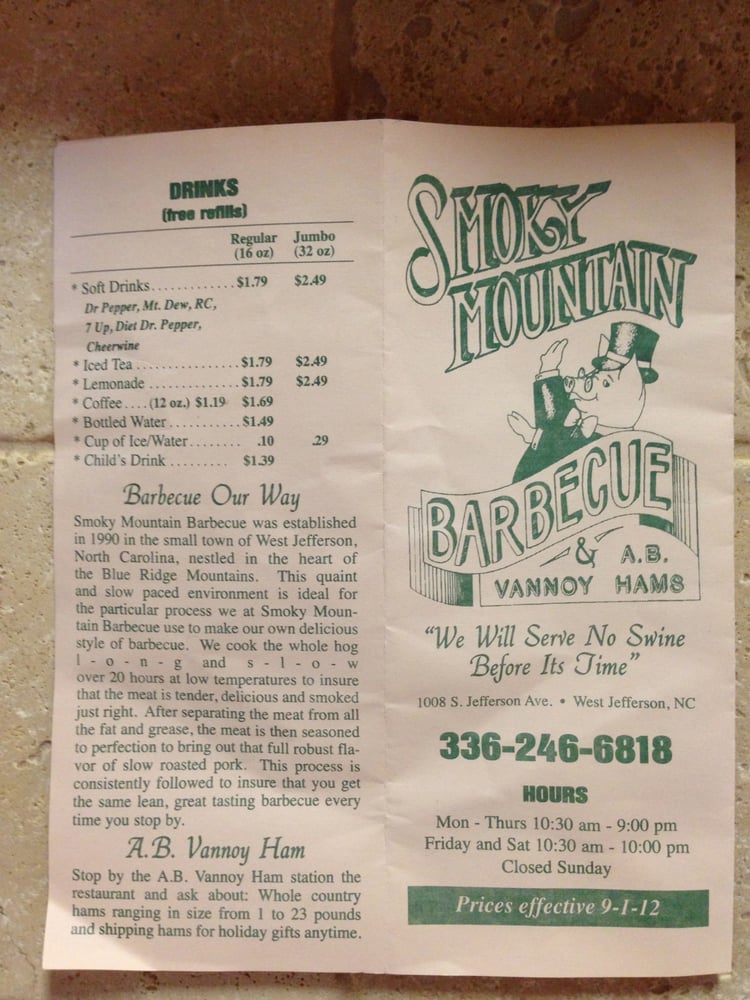 DRINKS
(free refills)
Regular Jumbo
(16 oz) (32 oz)
* Soft Drinks............$1.79 $2.49
Dr Pepper, Mt. Dew, RC,
7 Up, Diet Dr. Pepper,
Cheerwine
* Iced Tea ...............$1.79 $2.49
* Lemonade .............$1.79 $2.49
* Coffee....(12 oz.) $1.19 $1.69
* Bottled Water...........$1.49
* Cup of Ice/Water........ .10 .29
* Child's Drink ......... $1.39
Barbecue Our Way
Smoky Mountain Barbecue was established
in 1990 in the small town of West Jefferson,
North Carolina, nestled in the heart of
the Blue Ridge Mountains. This quaint
and slow paced environment is ideal for
the particular process we at Smoky Moun-
tain Barbecue use to make our own delicious
style of barbecue. We cook the whole hog
l - o - n - g and s - l - o - w
over 20 hours at low temperatures to insure
that the meat is tender, delicious and smoked
just right. After separating the meat from all
the fat and grease, the meat is then seasoned
to perfection to bring out that full robust fla-
vor of slow roasted pork. This process is
consistently followed to insure that you get
the same lean, great tasting barbecue every
time you stop by.
A.B. Vannoy Ham
Stop by the A.B. Vannoy Ham station the
restaurant and ask about: Whole country
hams ranging in size from 1 to 23 pounds
and shipping hams for holiday gifts anytime.
SMOKY
MOUNTAIN
BARBECUE
& A.B.
VANNOY HAMS
"We Will Serve No Swine
Before Its Time"
1008 S. Jefferson Ave. • West Jefferson, NC
336-246-6818
HOURS
Mon - Thurs 10:30 am - 9:00 pm
Friday and Sat 10:30 am - 10:00 pm
Closed Sunday
Prices effective 9-1-12